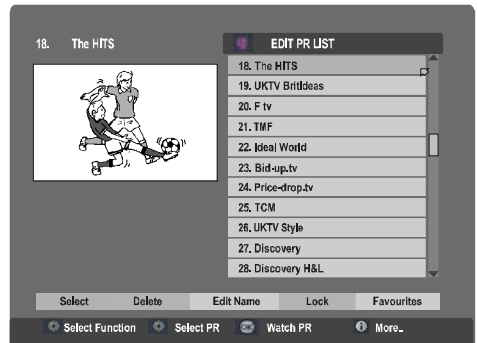 18. The HITS
EDIT PR LIST
18. The HITS
19. UKTV BritIdeas
20. F tv
21. TMF
22. Ideal World
23. Bid-up.tv
24. Price-drop.tv
25. TCM
26. UKTV Style
27. Discovery
28. Discovery H&L
Select Delete Edit Name Lock Favourites
Select Function Select PR OK Watch PR i More..